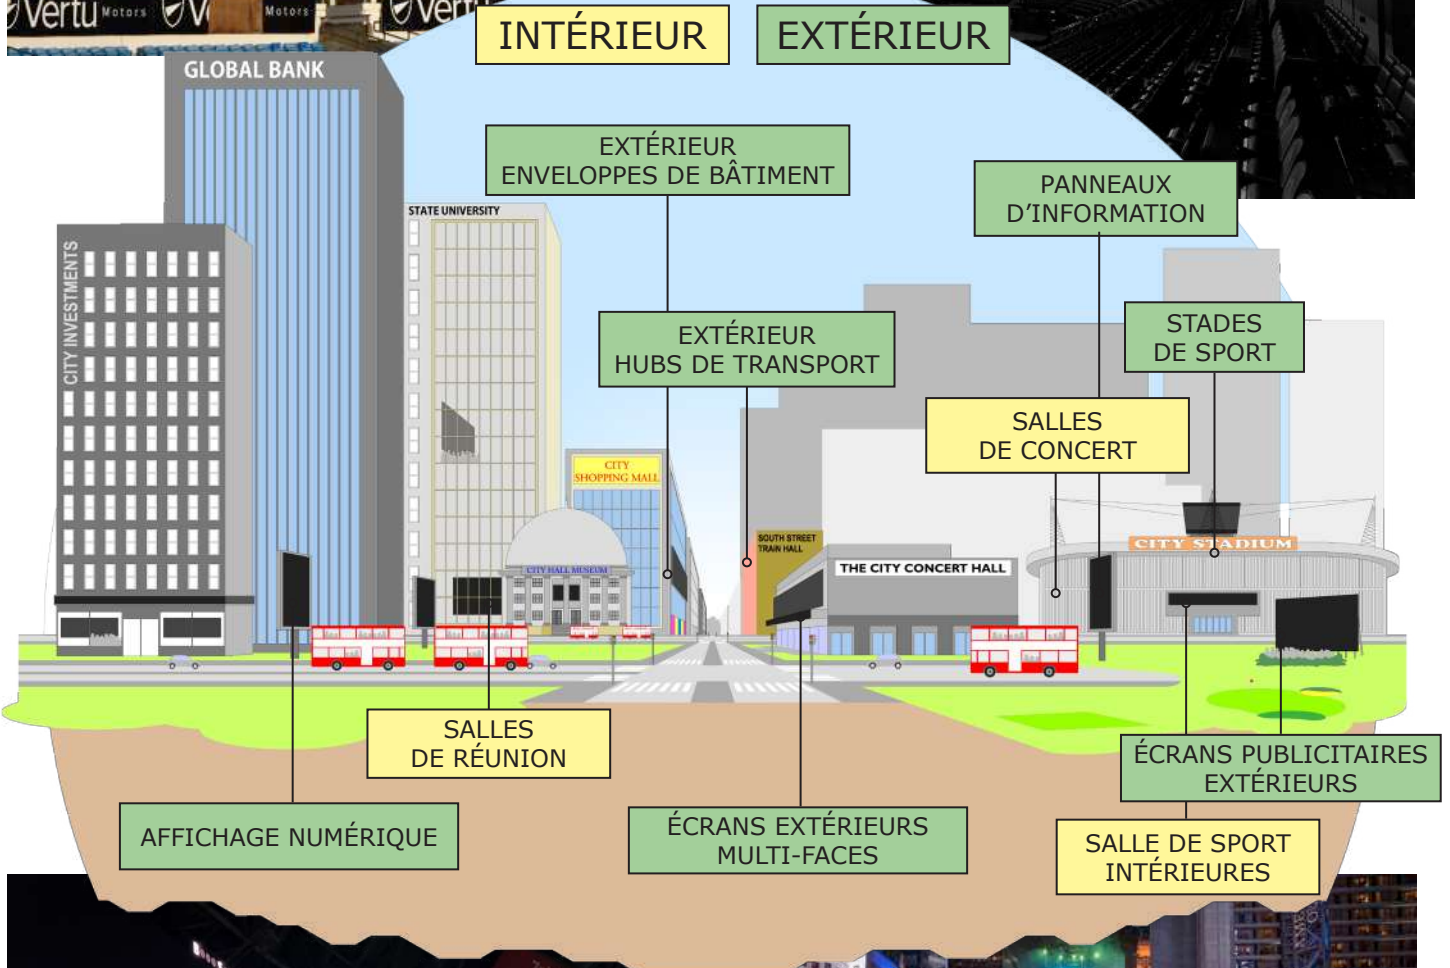 Vertu Motors
Motors
Vertu
INTÉRIEUR
EXTÉRIEUR
GLOBAL BANK
EXTÉRIEUR
ENVELOPPES DE BÂTIMENT
PANNEAUX
D’INFORMATION
STATE UNIVERSITY
CITY INVESTMENTS
EXTÉRIEUR
HUBS DE TRANSPORT
STADES
DE SPORT
SALLES
DE CONCERT
CITY
SHOPPING MALL
SOUTH STREET
TRAIN HALL
CITY STADIUM
CITY HALL MUSEUM
THE CITY CONCERT HALL
SALLES
DE RÉUNION
ÉCRANS PUBLICITAIRES
EXTÉRIEURS
AFFICHAGE NUMÉRIQUE
ÉCRANS EXTÉRIEURS
MULTI-FACES
SALLE DE SPORT
INTÉRIEURES